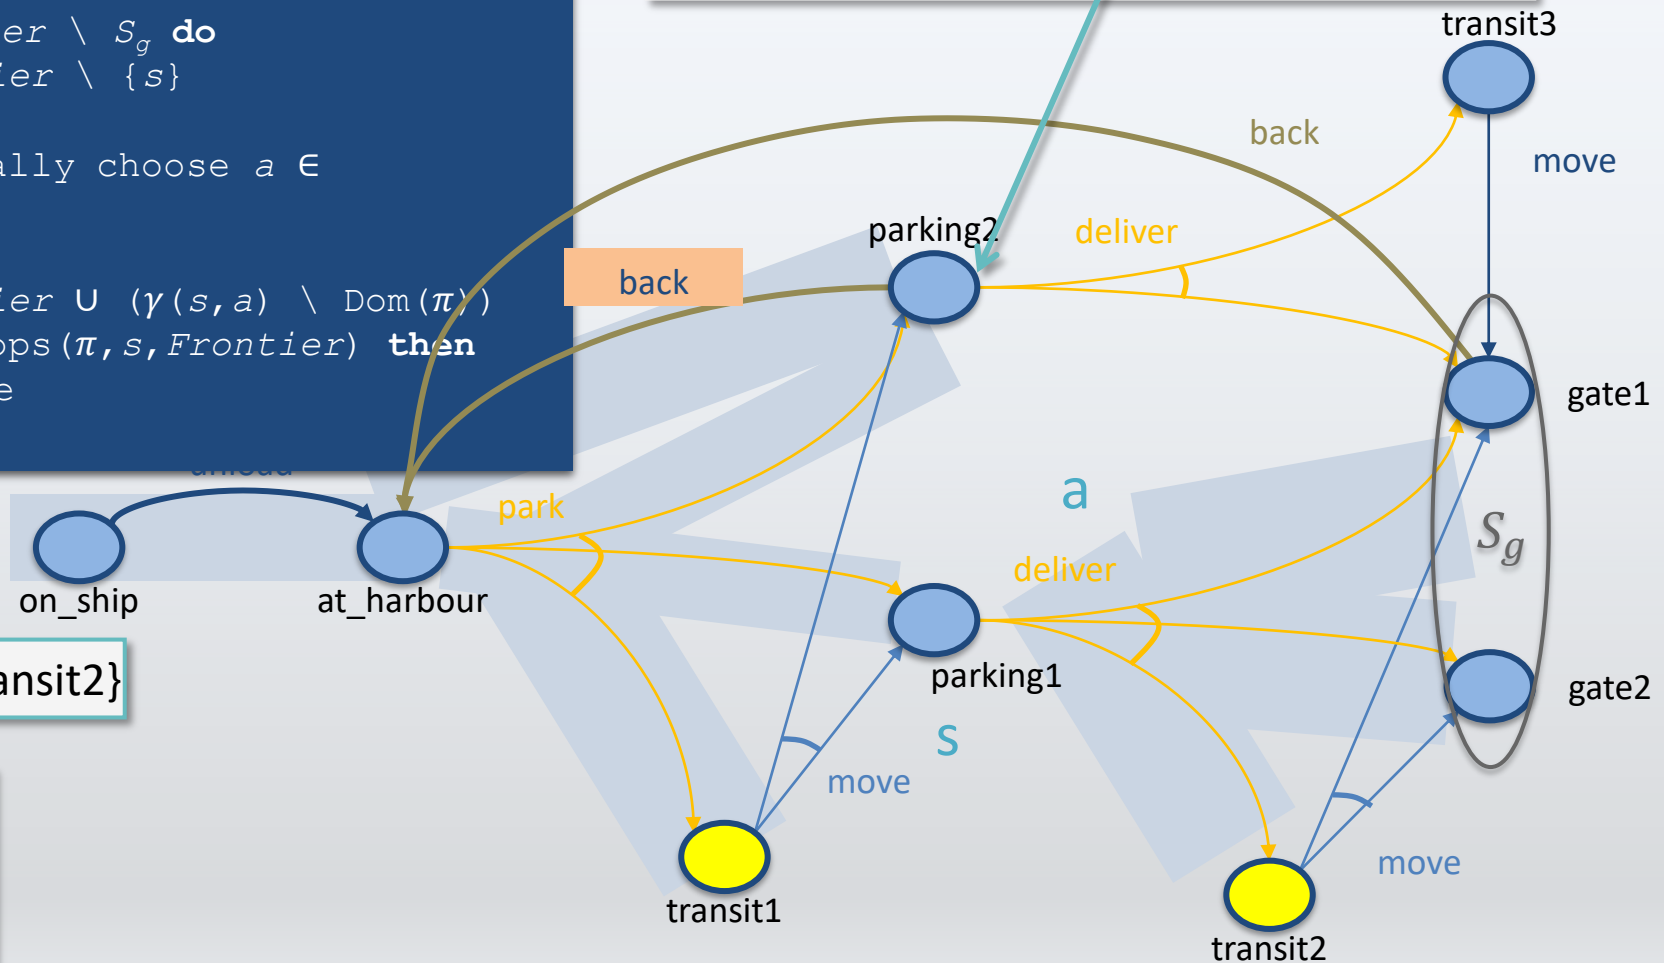 er \ S_g do
ier \ {s}
ally choose a ∈
ier ∪ (γ(s,a) \ Dom(π))
ops(π,s,Frontier) then
e
transit3
back
move
parking2
deliver
back
gate1
park
a
S_g
deliver
on_ship
at_harbour
parking1
ansit2}
gate2
s
move
move
transit1
transit2